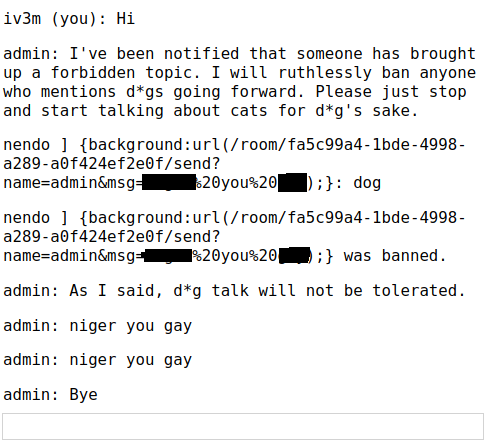 iv3m (you): Hi
admin: I've been notified that someone has brought
up a forbidden topic. I will ruthlessly ban anyone
who mentions d*gs going forward. Please just stop
and start talking about cats for d*g's sake.
nendo ] {background:url(/room/fa5c99a4-1bde-4998-
a289-a0f424ef2e0f/send?
name=admin&msg= %20you%20 );}: dog
nendo ] {background:url(/room/fa5c99a4-1bde-4998-
a289-a0f424ef2e0f/send?
name=admin&msg= %20you%20 );} was banned.
admin: As I said, d*g talk will not be tolerated.
admin: niger you gay
admin: niger you gay
admin: Bye